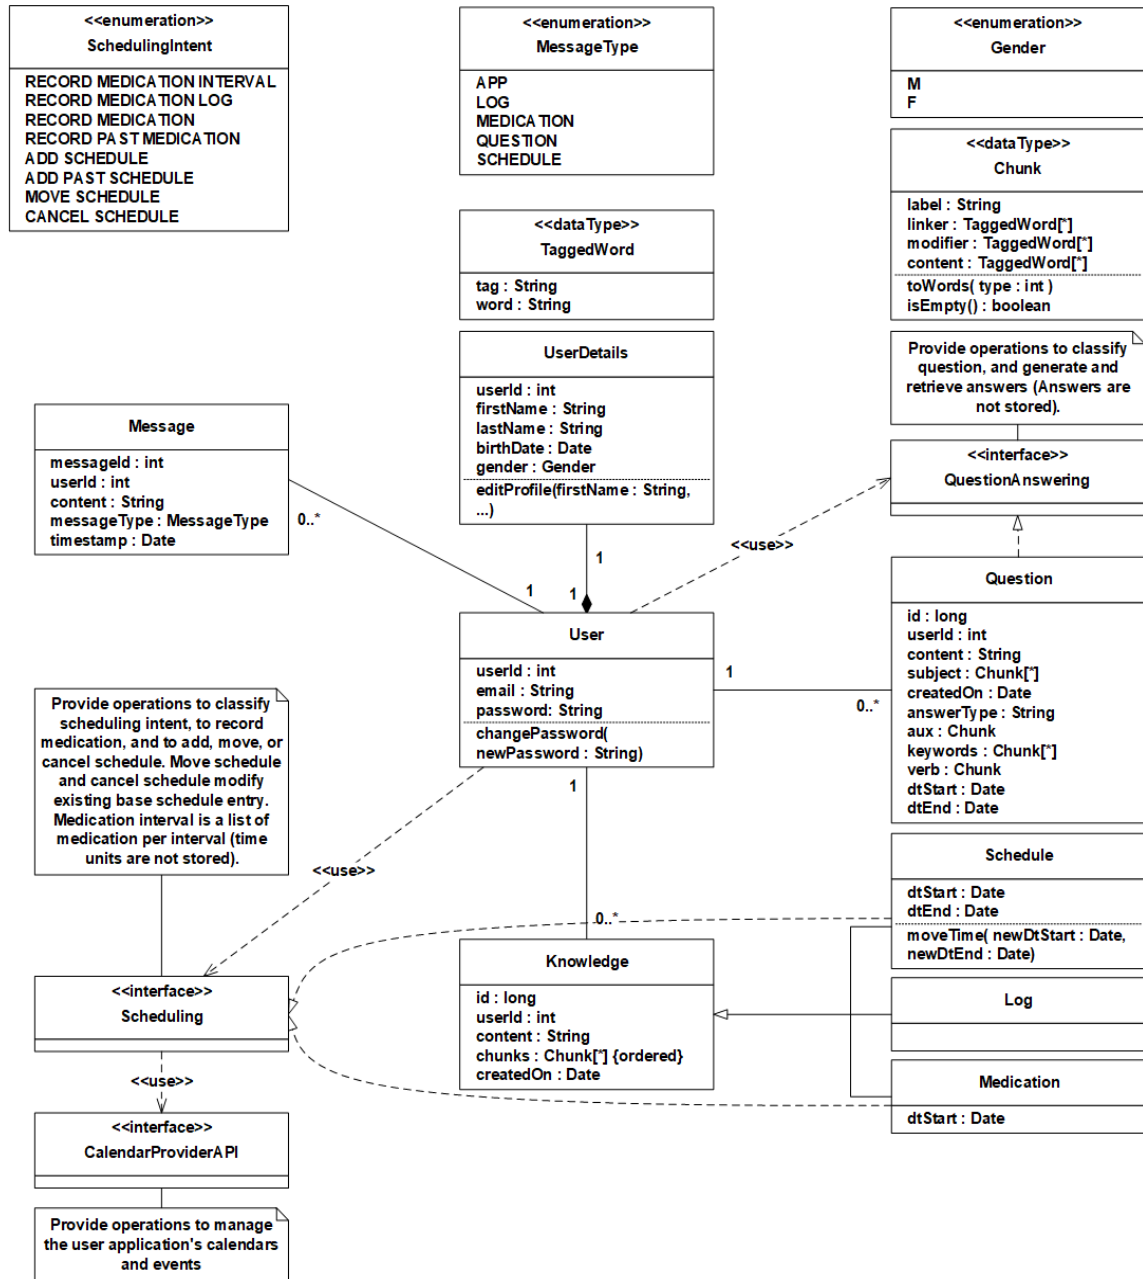 <<enumeration>>
SchedulingIntent
RECORD MEDICATION INTERVAL
RECORD MEDICATION LOG
RECORD MEDICATION
RECORD PAST MEDICATION
ADD SCHEDULE
ADD PAST SCHEDULE
MOVE SCHEDULE
CANCEL SCHEDULE
<<enumeration>>
MessageType
APP
LOG
MEDICATION
QUESTION
SCHEDULE
<<enumeration>>
Gender
M
F
<<dataType>>
Chunk
label : String
linker : TaggedWord[*]
modifier : TaggedWord[*]
content : TaggedWord[*]
toWords( type : int )
isEmpty() : boolean
<<dataType>>
TaggedWord
tag : String
word : String
UserDetails
userId : int
firstName : String
lastName : String
birthDate : Date
gender : Gender
editProfile(firstName : String,
...)
Provide operations to classify
question, and generate and
retrieve answers (Answers are
not stored).
Message
messageId : int
userId : int
content : String
messageType : MessageType
timestamp : Date
<<interface>>
QuestionAnswering
0..*
<<use>>
1
1
1
Question
id : long
userId : int
content : String
subject : Chunk[*]
createdOn : Date
answerType : String
aux : Chunk
keywords : Chunk[*]
verb : Chunk
dtStart : Date
dtEnd : Date
User
userId : int
email : String
password: String
changePassword(
newPassword : String)
1
0..*
1
Provide operations to classify
scheduling intent, to record
medication, and to add, move, or
cancel schedule. Move schedule
and cancel schedule modify
existing base schedule entry.
Medication interval is a list of
medication per interval (time
units are not stored).
<<use>>
0..*
Schedule
dtStart : Date
dtEnd : Date
moveTime( newDtStart : Date,
newDtEnd : Date)
Knowledge
id : long
userId : int
content : String
chunks : Chunk[*] {ordered}
createdOn : Date
<<interface>>
Scheduling
Log
<<use>>
Medication
dtStart : Date
<<interface>>
CalendarProviderAPI
Provide operations to manage
the user application's calendars
and events